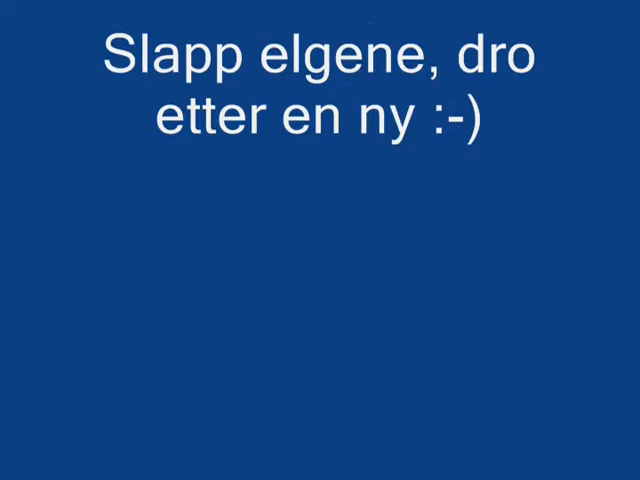 Slapp elgene, dro
etter en ny :-)